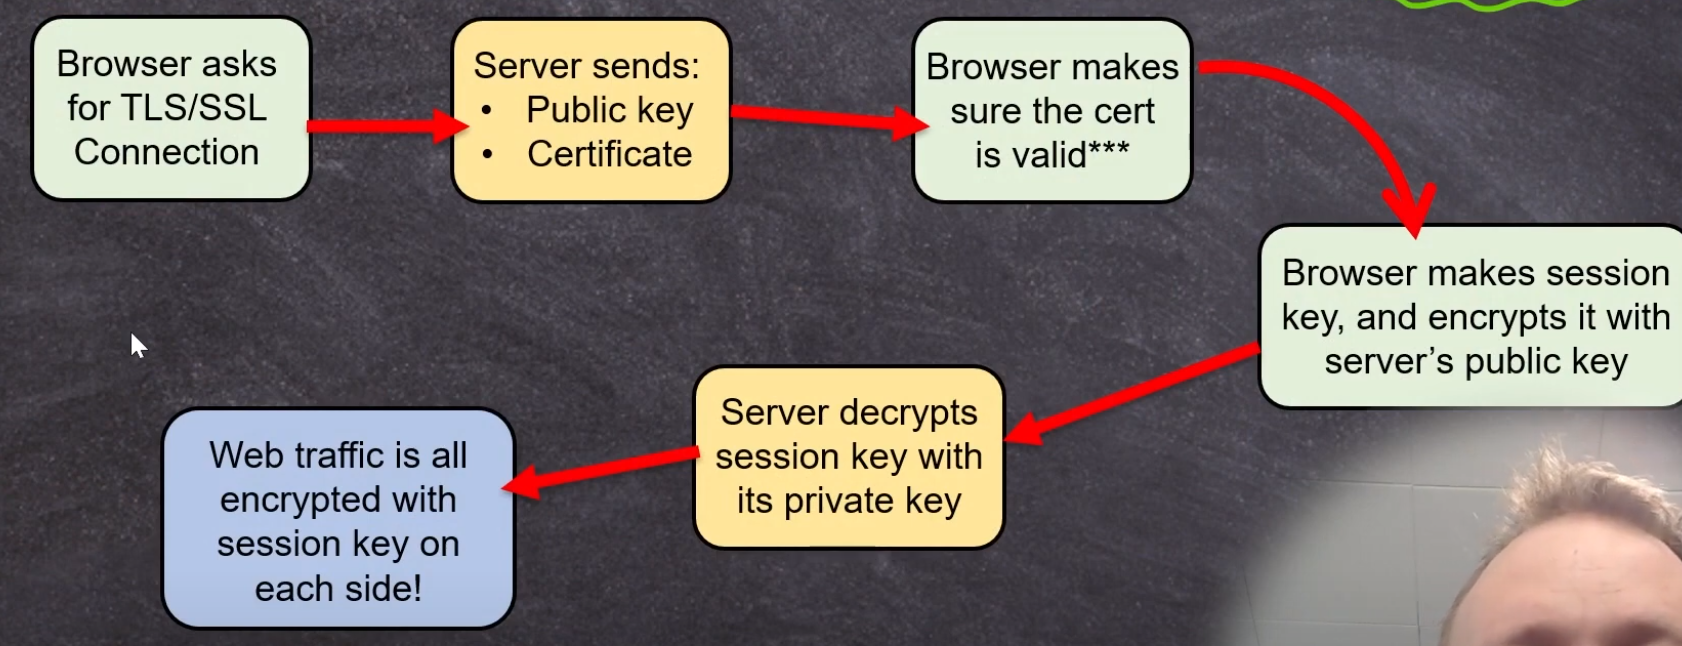 Browser asks
for TLS/SSL
Connection
Server sends:
• Public key
• Certificate
Browser makes
sure the cert
is valid***
Browser makes session
key, and encrypts it with
server’s public key
Server decrypts
session key with
its private key
Web traffic is all
encrypted with
session key on
each side!